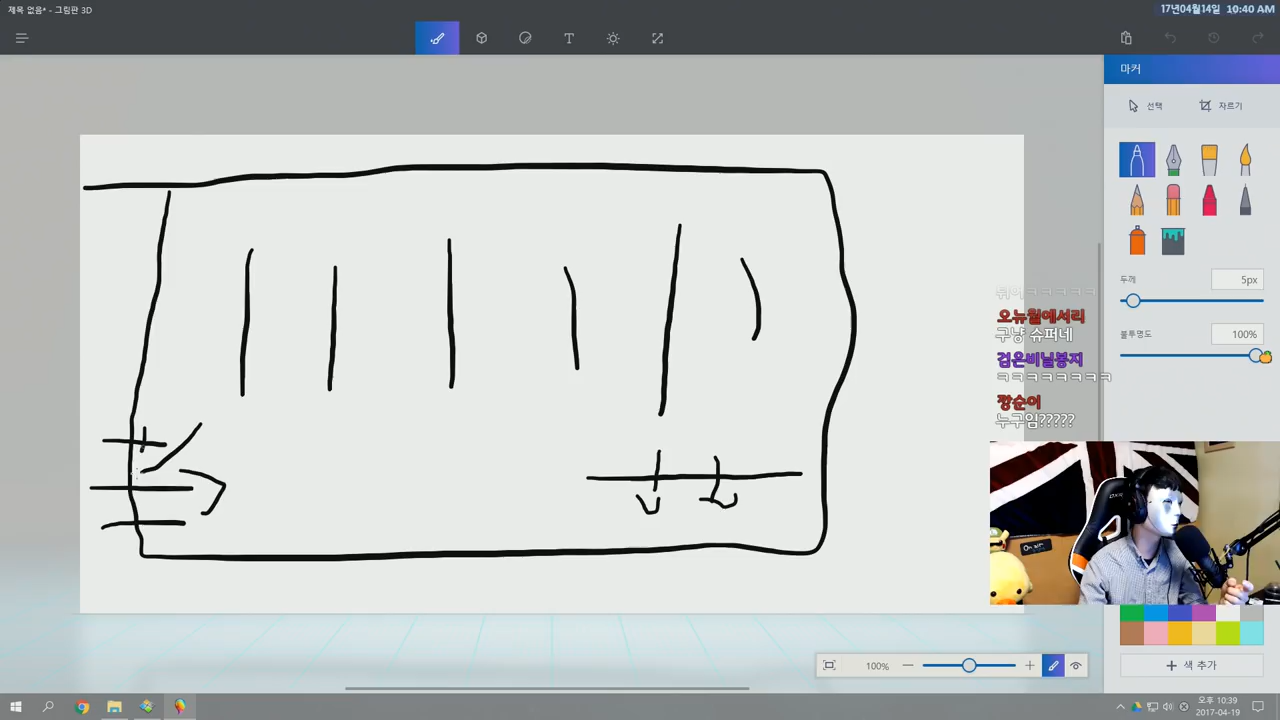 제목 없음* - 그림판 3D
17년04월14일 10:40 AM
마커
선택
자르기
두께
5px
불투명도
100%
오뉴월에서리
구냥 슈퍼네
검은비닐봉지
ㅋㅋㅋㅋㅋㅋㅋㅋ
짱순이
누구임?????
On Air
100%
색 추가
오후 10:39
2017-04-19